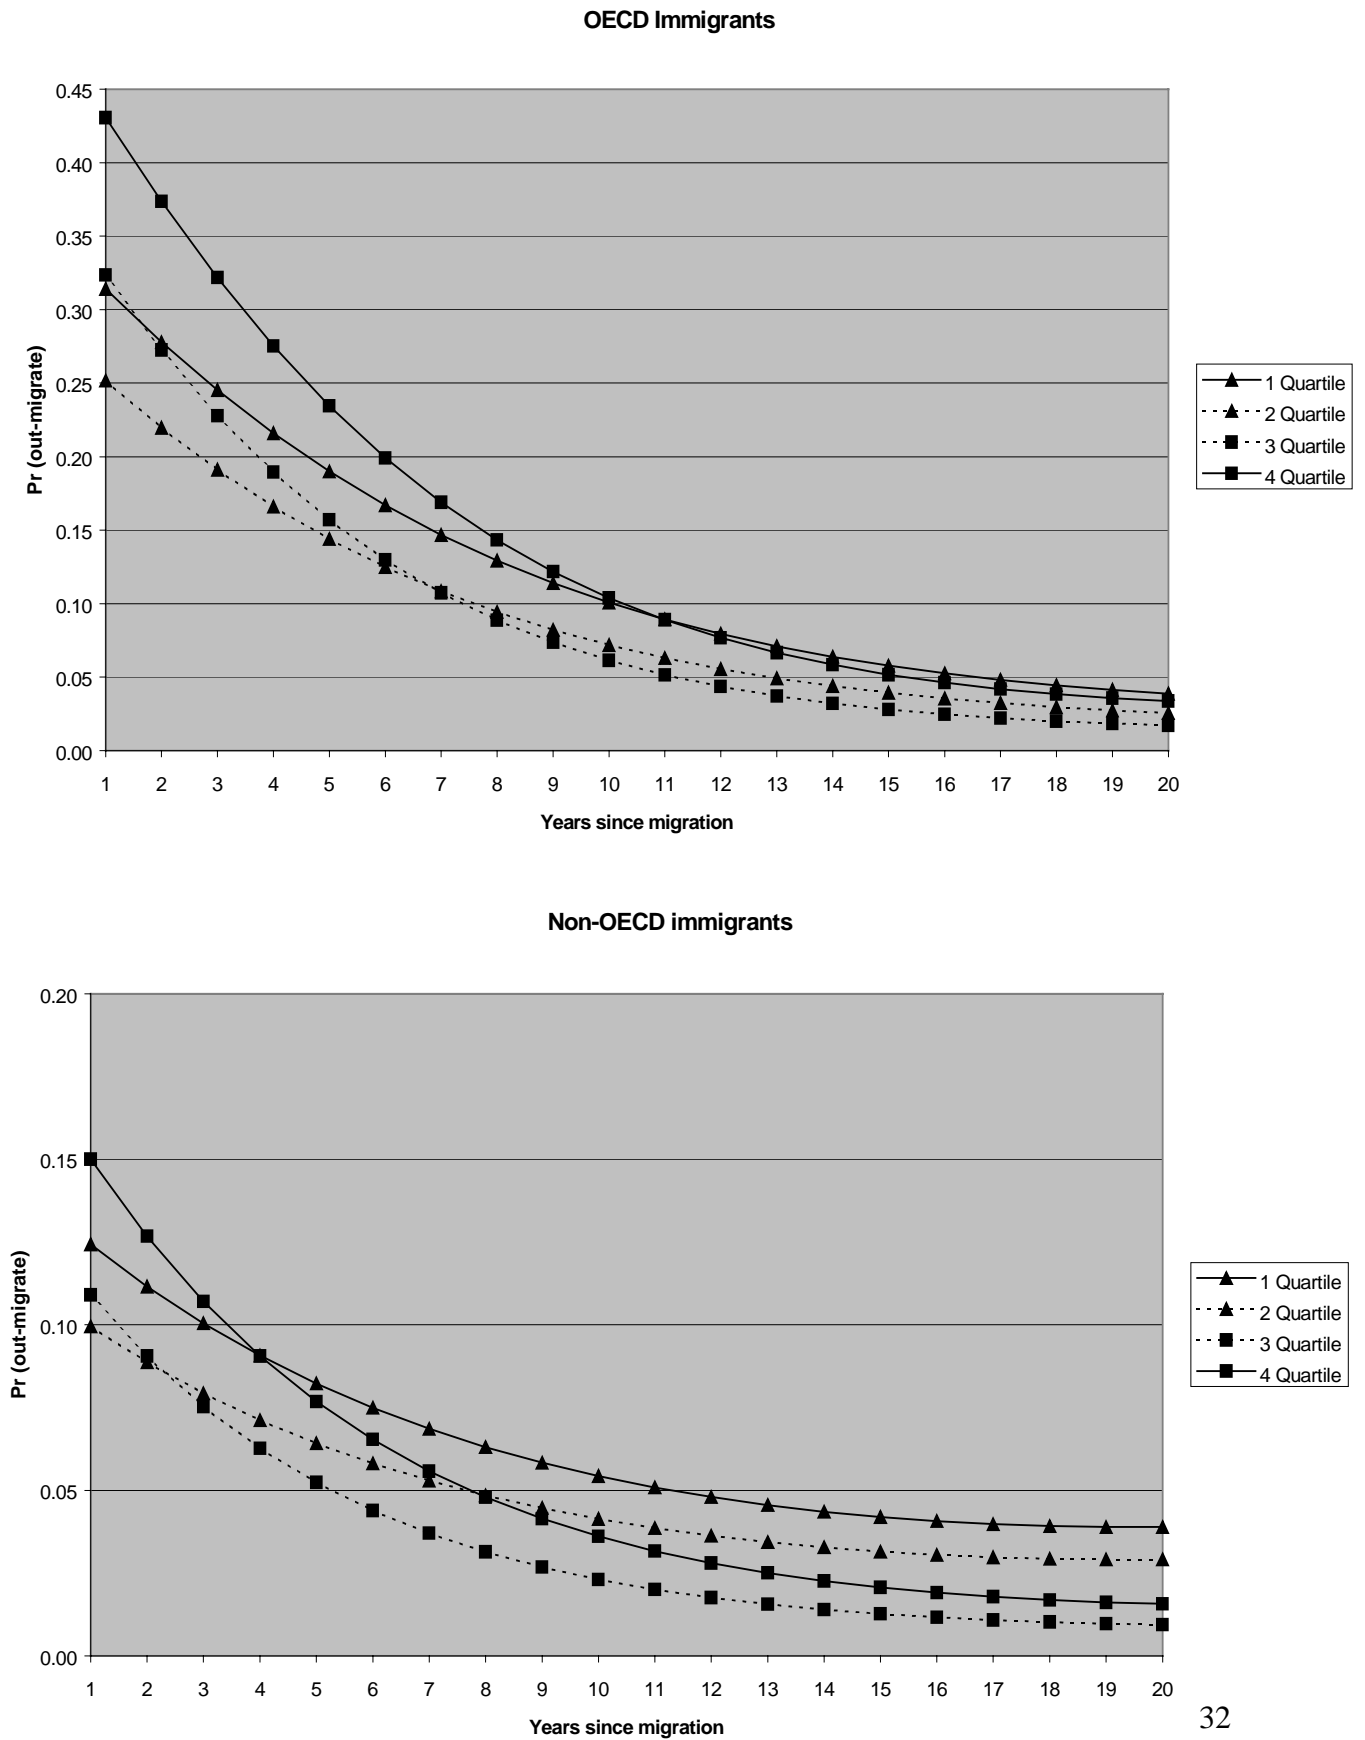 OECD Immigrants
0.45
0.40
0.35
0.30
0.25
0.20
0.15
0.10
0.05
0.00
Pr (out-migrate)
1 2 3 4 5 6 7 8 9 10 11 12 13 14 15 16 17 18 19 20
Years since migration
1 Quartile
2 Quartile
3 Quartile
4 Quartile
Non-OECD immigrants
0.20
0.15
0.10
0.05
0.00
Pr (out-migrate)
1 2 3 4 5 6 7 8 9 10 11 12 13 14 15 16 17 18 19 20
Years since migration
1 Quartile
2 Quartile
3 Quartile
4 Quartile
32